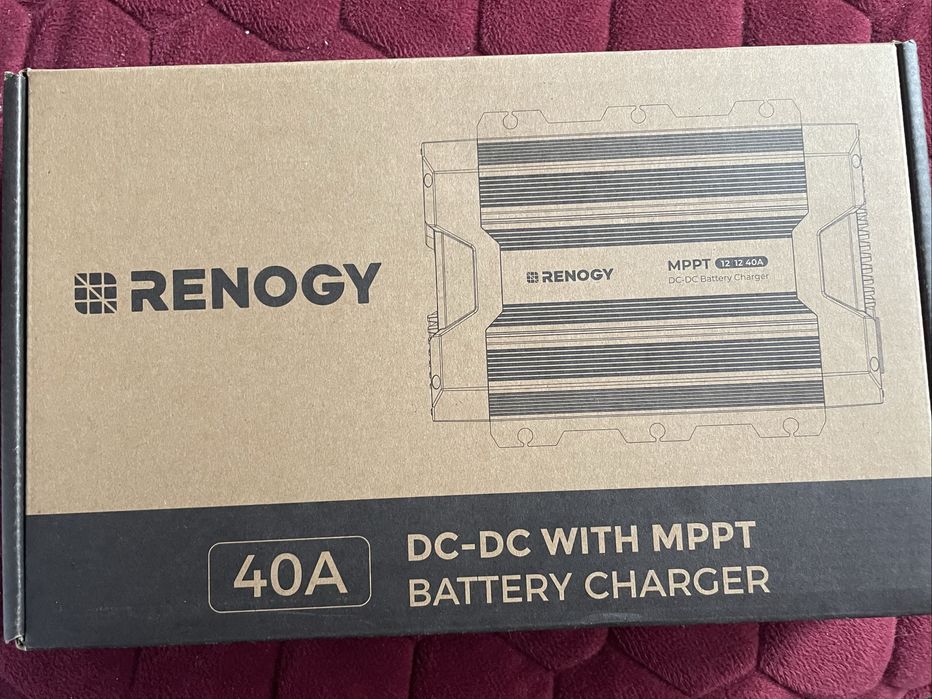 RENOGY
RENOGY
MPPT 12 12 40A
DC-DC Battery Charger
40A
DC-DC WITH MPPT
BATTERY CHARGER